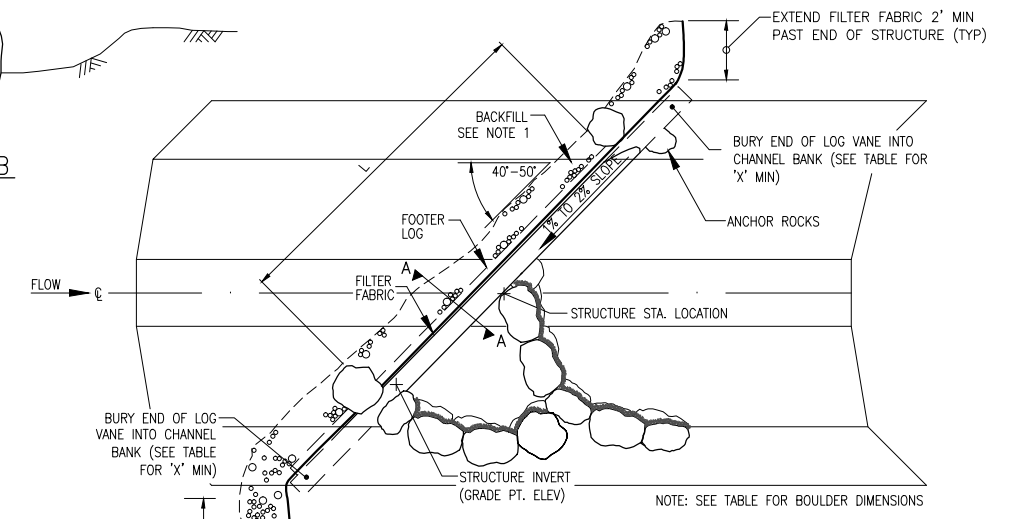 EXTEND FILTER FABRIC 2' MIN
PAST END OF STRUCTURE (TYP)
B
BACKFILL
SEE NOTE 1
BURY END OF LOG VANE INTO
CHANNEL BANK (SEE TABLE FOR
'X' MIN)
L
40°-50°
1% TO 2% SLOPE
ANCHOR ROCKS
FOOTER
LOG
A
FLOW
℄
FILTER
FABRIC
STRUCTURE STA. LOCATION
A
BURY END OF LOG
VANE INTO CHANNEL
BANK (SEE TABLE
FOR 'X' MIN)
STRUCTURE INVERT
(GRADE PT. ELEV)
NOTE: SEE TABLE FOR BOULDER DIMENSIONS